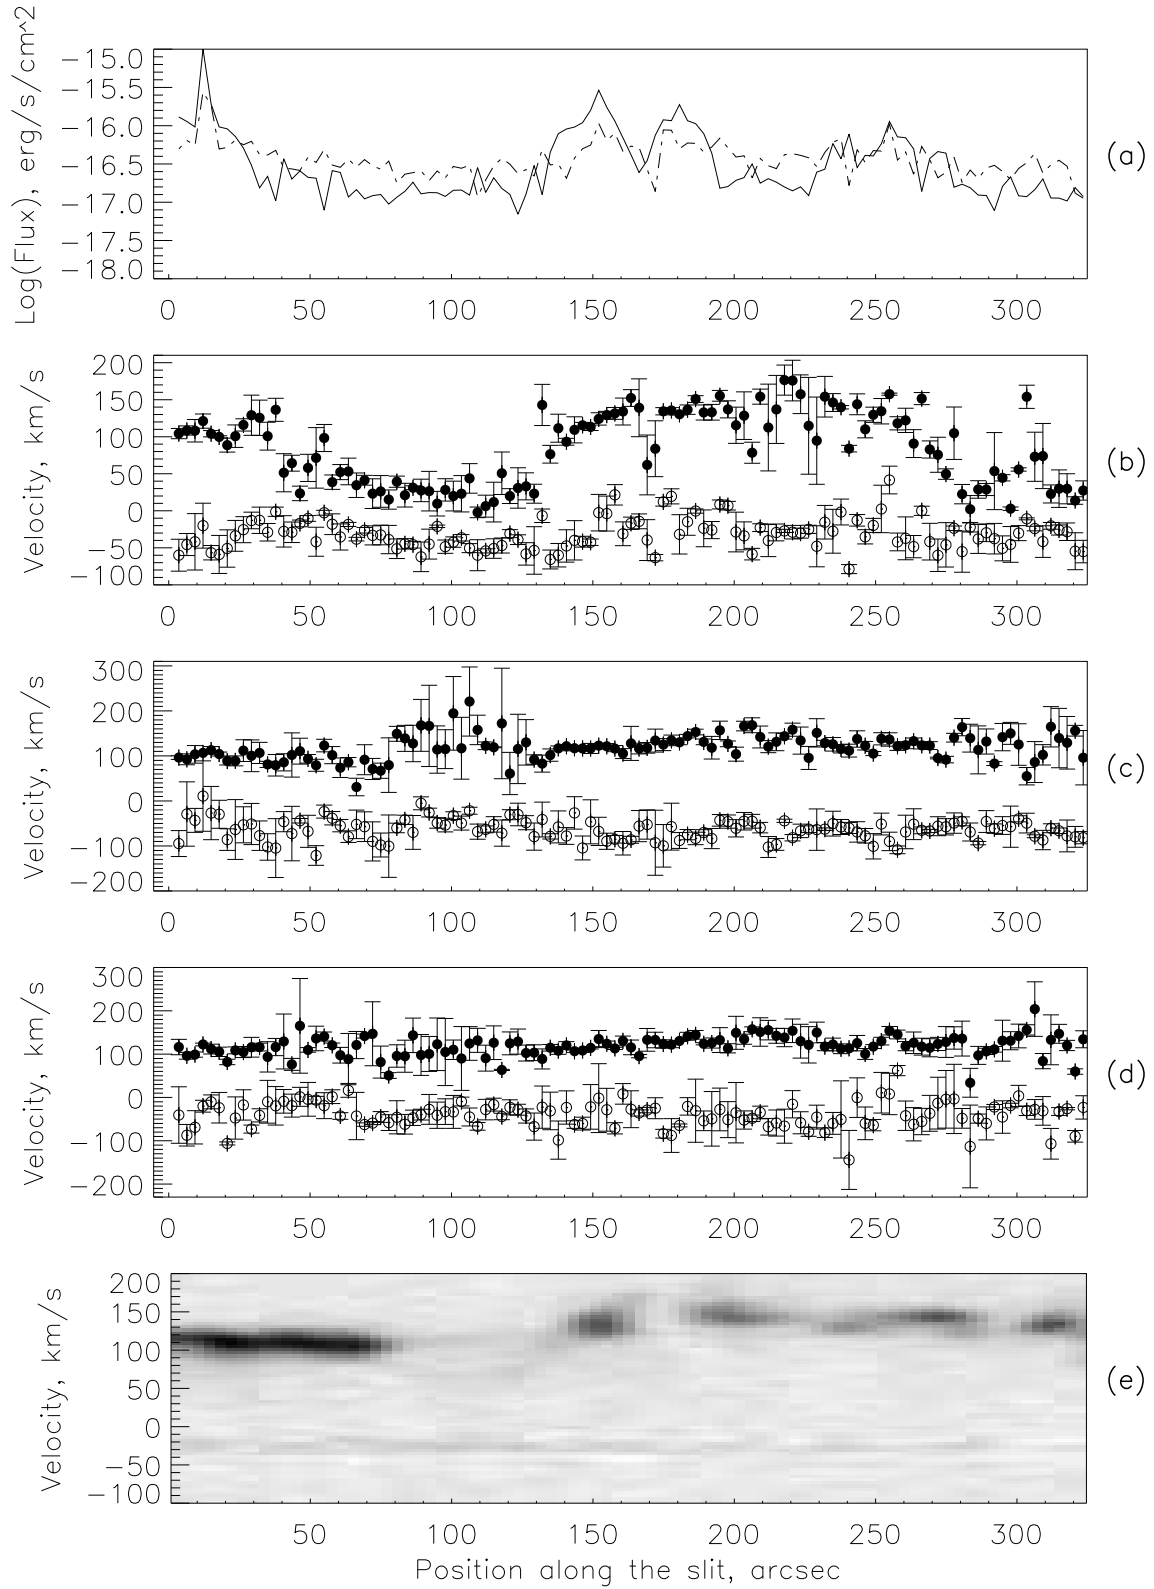 Log(Flux), erg/s/cm^2
−15.0
−15.5
−16.0
−16.5
−17.0
−17.5
−18.0
0 50 100 150 200 250 300
(a)
Velocity, km/s
200
150
100
50
0
−50
−100
0 50 100 150 200 250 300
(b)
Velocity, km/s
300
200
100
0
−100
−200
0 50 100 150 200 250 300
(c)
Velocity, km/s
300
200
100
0
−100
−200
0 50 100 150 200 250 300
(d)
Velocity, km/s
200
150
100
50
0
−50
−100
50 100 150 200 250 300
(e)
Position along the slit, arcsec